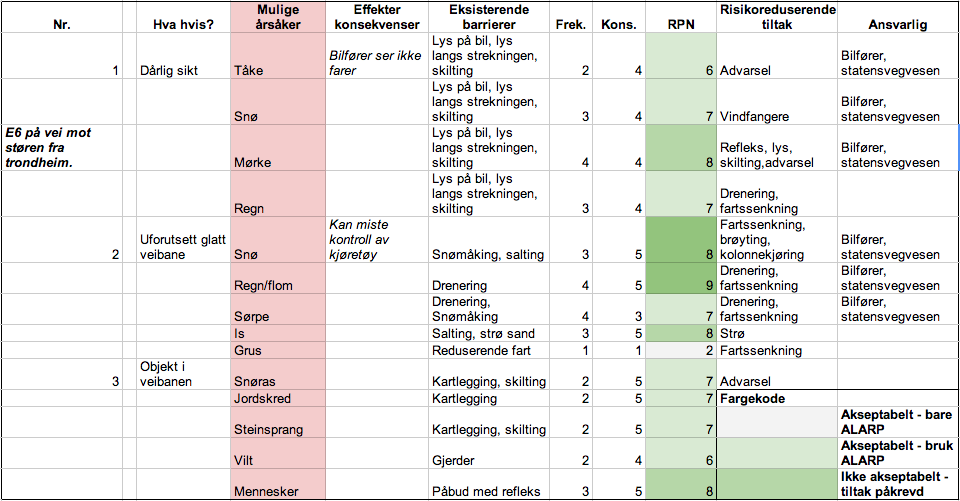 Nr. Hva hvis? Mulige årsåker Effekter konsekvenser Eksisterende barrierer Frek. Kons. RPN Risikoreduserende tiltak Ansvarlig
1 Dårlig sikt Tåke Bilfører ser ikke farer Lys på bil, lys langs strekningen, skilting 2 4 6 Advarsel Bilfører, statensvegvesen
Snø Lys på bil, lys langs strekningen, skilting 3 4 7 Vindfangere Bilfører, statensvegvesen
E6 på vei mot støren fra trondheim. Mørke Lys på bil, lys langs strekningen, skilting 4 4 8 Refleks, lys, skilting,advarsel Bilfører, statensvegvesen
Regn Lys på bil, lys langs strekningen, skilting 3 4 7 Drenering, fartssenkning
2 Uforutsett glatt veibane Snø Kan miste kontroll av kjøretøy Snømåking, salting 3 5 8 Fartssenkning, brøyting, kolonnekjøring Bilfører, statensvegvesen
Regn/flom Drenering 4 5 9 Drenering, fartssenkning Bilfører, statensvegvesen
Sørpe Drenering, Snømåking 4 3 7 Drenering, fartssenkning Bilfører, statensvegvesen
Is Salting, strø sand 3 5 8 Strø
Grus Reduserende fart 1 1 2 Fartssenkning
3 Objekt i veibanen Snøras Kartlegging, skilting 2 5 7 Advarsel
Jordskred Kartlegging 2 5 7 Fargekode
Steinsprang Kartlegging, skilting 2 5 7 Akseptabelt - bare ALARP
Vilt Gjerder 2 4 6 Akseptabelt - bruk ALARP
Mennesker Påbud med refleks 3 5 8 Ikke akseptabelt - tiltak påkrevd